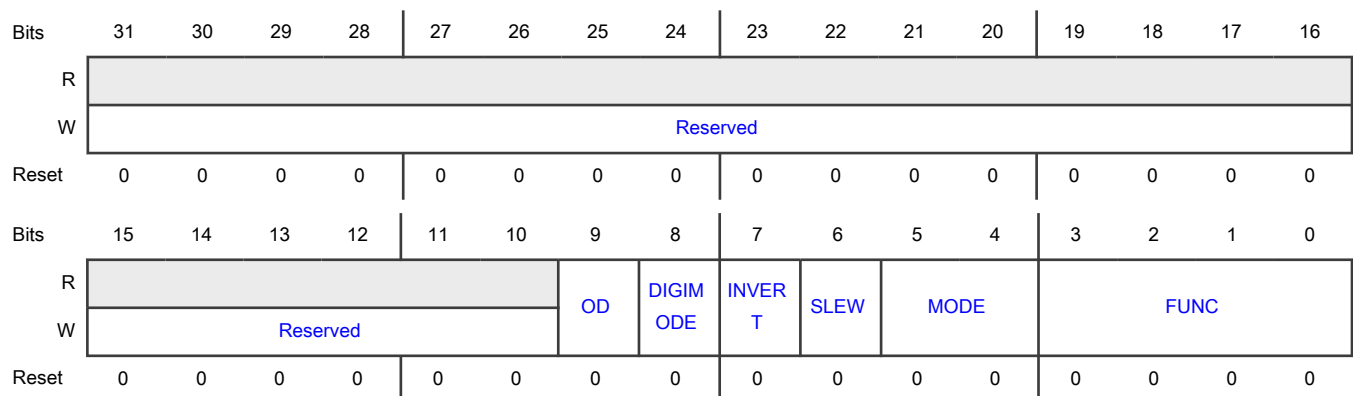 Bits 31 30 29 28 27 26 25 24 23 22 21 20 19 18 17 16
R
W Reserved
Reset 0 0 0 0 0 0 0 0 0 0 0 0 0 0 0 0
Bits 15 14 13 12 11 10 9 8 7 6 5 4 3 2 1 0
R
OD DIGIM INVER SLEW MODE FUNC
ODE T
W Reserved
Reset 0 0 0 0 0 0 0 0 0 0 0 0 0 0 0 0